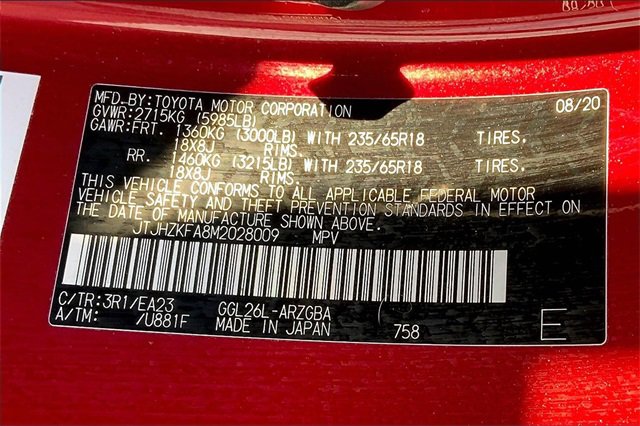 MFD.BY:TOYOTA MOTOR CORPORATION 08/20
GVWR:2715KG (5985LB)
GAWR:FRT. 1360KG (3000LB) WITH 235/65R18 TIRES,
18X8J RIMS
RR. 1460KG (3215LB) WITH 235/65R18 TIRES,
18X8J RIMS
THIS VEHICLE CONFORMS TO ALL APPLICABLE FEDERAL MOTOR
VEHICLE SAFETY AND THEFT PREVENTION STANDARDS IN EFFECT ON
THE DATE OF MANUFACTURE SHOWN ABOVE.
JTJHZKFA8M2028009 MPV
C/TR:3R1/EA23 GGL26L-ARZGBA
A/TM: /U881F MADE IN JAPAN 758 E